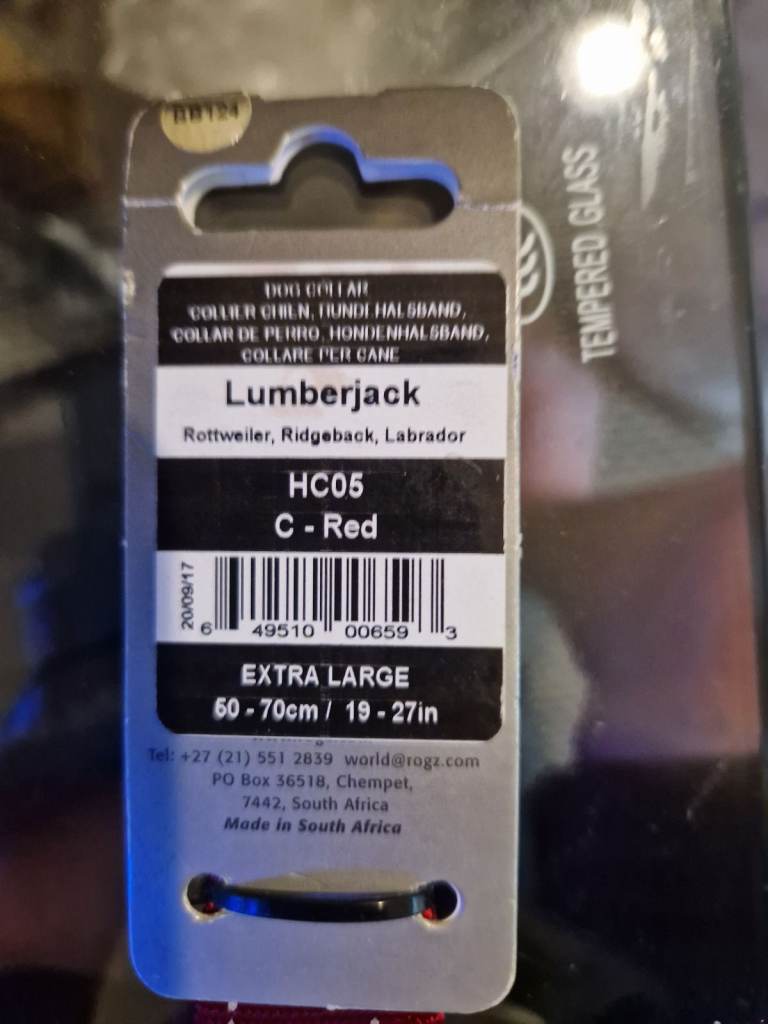 BB124
DOG COLLAR
COLLIER CHIEN, HUNDEHALSBAND,
COLLAR DE PERRO, HONDENHALSBAND,
COLLARE PER CANE
Lumberjack
Rottweiler, Ridgeback, Labrador
HC05
C - Red
20/09/17
6 49510 00659 3
EXTRA LARGE
50 - 70cm / 19 - 27in
Tel: +27 (21) 551 2839 world@rogz.com
PO Box 36518, Chempet,
7442, South Africa
Made in South Africa
TEMPERED GLASS